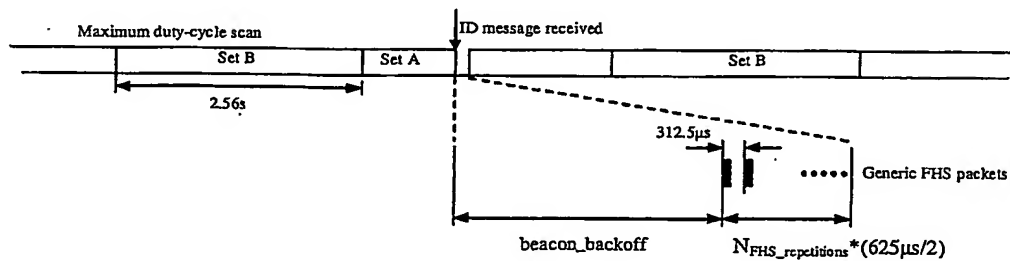 Maximum duty-cycle scan
ID message received
Set B
Set A
Set B
2.56s
312.5μs
Generic FHS packets
beacon_backoff
N_FHS_repetitions*(625μs/2)